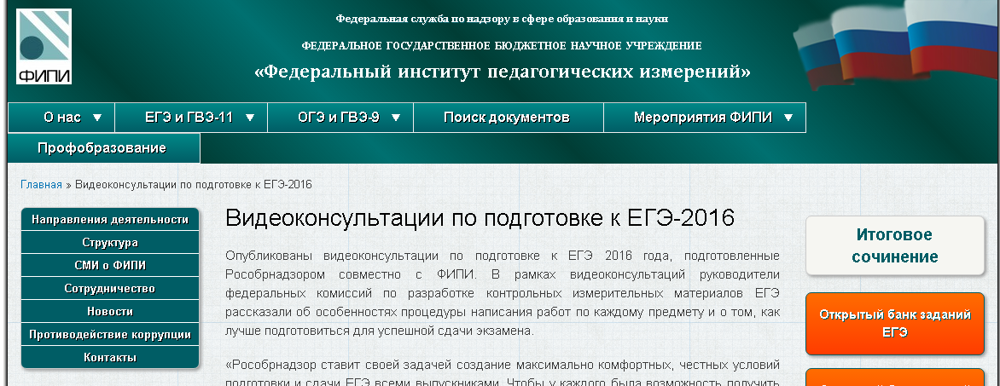 Федеральная служба по надзору в сфере образования и науки
ФЕДЕРАЛЬНОЕ ГОСУДАРСТВЕННОЕ БЮДЖЕТНОЕ НАУЧНОЕ УЧРЕЖДЕНИЕ
«Федеральный институт педагогических измерений»
ФИПИ
О нас
ЕГЭ и ГВЭ-11
ОГЭ и ГВЭ-9
Поиск документов
Мероприятия ФИПИ
Профобразование
Главная » Видеоконсультации по подготовке к ЕГЭ-2016
Направления деятельности
Структура
СМИ о ФИПИ
Сотрудничество
Новости
Противодействие коррупции
Контакты
Видеоконсультации по подготовке к ЕГЭ-2016
Опубликованы видеоконсультации по подготовке к ЕГЭ 2016 года, подготовленные
Рособрнадзором совместно с ФИПИ. В рамках видеоконсультаций руководители
федеральных комиссий по разработке контрольных измерительных материалов ЕГЭ
рассказали об особенностях процедуры написания работ по каждому предмету и о том, как
лучше подготовиться для успешной сдачи экзамена.
«Рособрнадзор ставит своей задачей создание максимально комфортных, честных условий
подготовки и сдачи ЕГЭ всеми выпускниками. Чтобы у каждого была возможность получить
Итоговое
сочинение
Открытый банк заданий
ЕГЭ